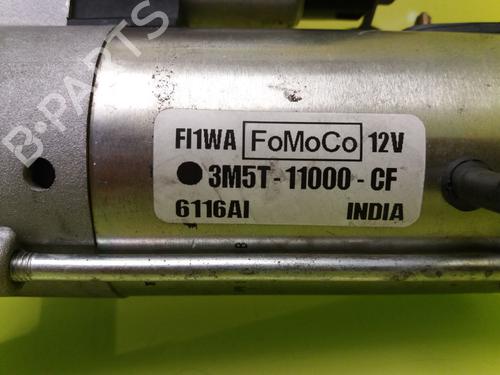 B-PARTS
FI1WA FoMoCo 12V
3M5T-11000-CF
6116AI INDIA